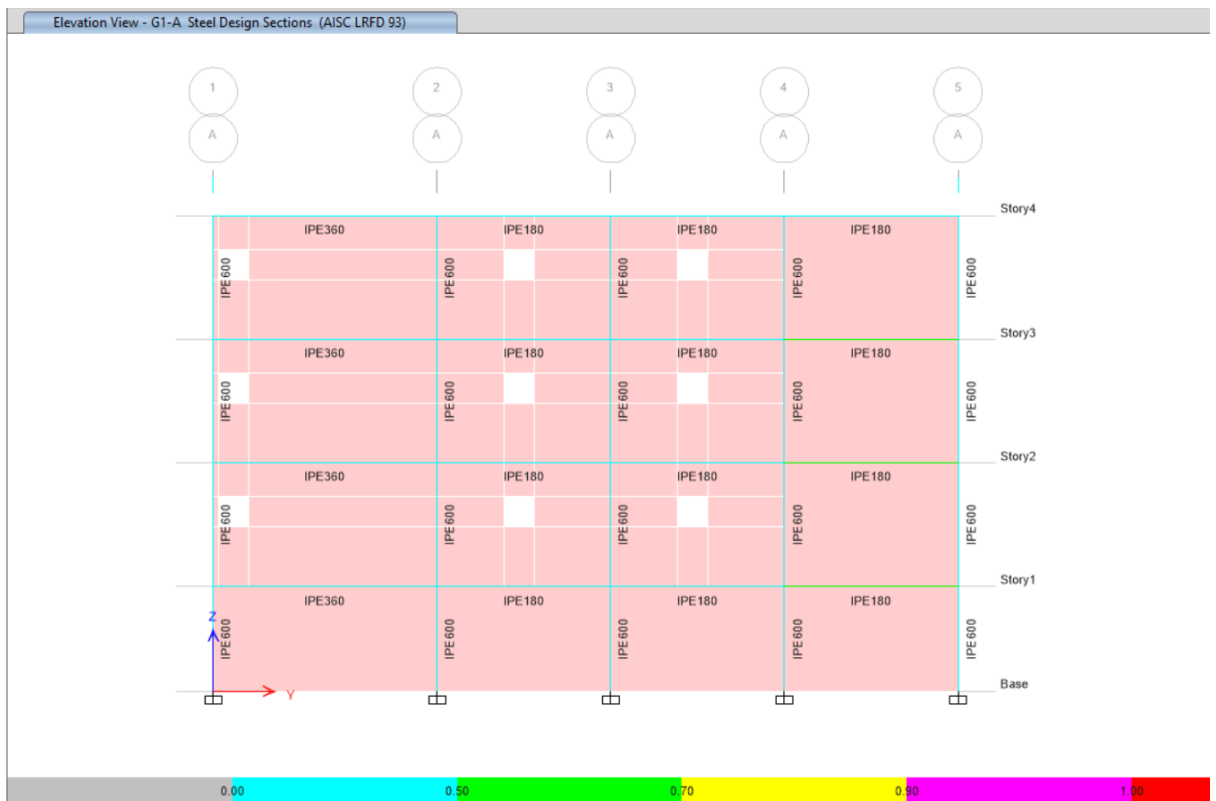 Elevation View - G1-A Steel Design Sections (AISC LRFD 93)
1 2 3 4 5
A A A A A
Story4
IPE360 IPE180 IPE180 IPE180
IPE600 IPE600 IPE600 IPE600 IPE600
Story3
IPE360 IPE180 IPE180 IPE180
IPE600 IPE600 IPE600 IPE600 IPE600
Story2
IPE360 IPE180 IPE180 IPE180
IPE600 IPE600 IPE600 IPE600 IPE600
Story1
IPE360 IPE180 IPE180 IPE180
Z
IPE600 IPE600 IPE600 IPE600 IPE600
Base
Y
0.00 0.50 0.70 0.90 1.00